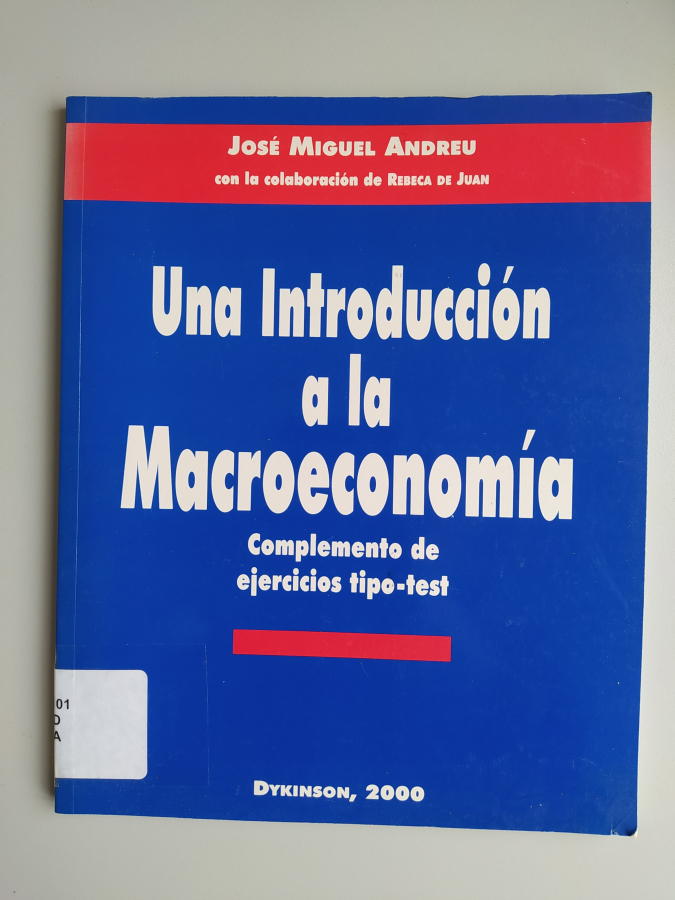 JOSÉ MIGUEL ANDREU
con la colaboración de REBECA DE JUAN
Una Introducción
a la
Macroeconomía
Complemento de
ejercicios tipo-test
01
A
DYKINSON, 2000